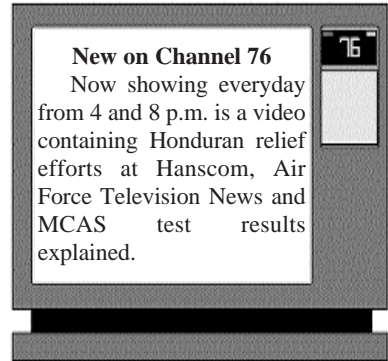 New on Channel 76
76
Now showing everyday
from 4 and 8 p.m. is a video
containing Honduran relief
efforts at Hanscom, Air
Force Television News and
MCAS test results
explained.